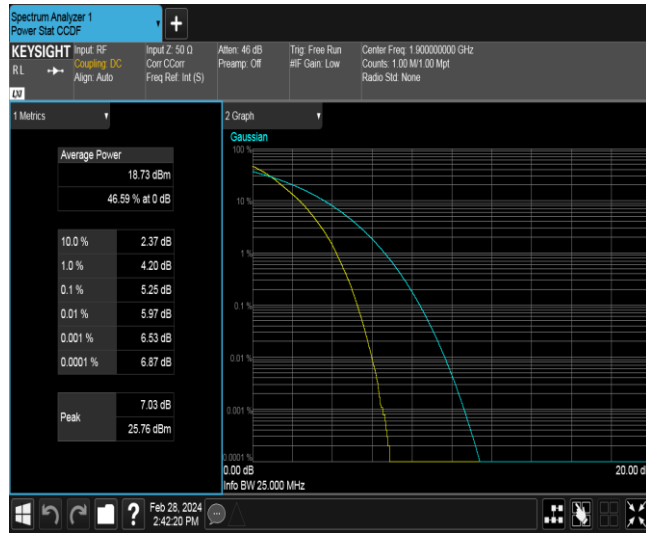 Spectrum Analyzer 1
Power Stat CCDF
+
KEYSIGHT Input: RF Input Z: 50 Ω Atten: 46 dB Trig: Free Run Center Freq: 1.900000000 GHz
RL Coupling: DC Corr CCorr Preamp: Off #IF Gain: Low Counts: 1.00 M/1.00 Mpt
Align: Auto Freq Ref: Int (S) Radio Std: None
LXI
1 Metrics
2 Graph
Average Power
18.73 dBm
46.59 % at 0 dB
10.0 % 2.37 dB
1.0 % 4.20 dB
0.1 % 5.25 dB
0.01 % 5.97 dB
0.001 % 6.53 dB
0.0001 % 6.87 dB
Peak 7.03 dB
25.76 dBm
Gaussian
100 %
10 %
1 %
0.1 %
0.01 %
0.001 %
0.0001 %
0.00 dB 20.00 d
Info BW 25.000 MHz
? Feb 28, 2024
2:42:20 PM